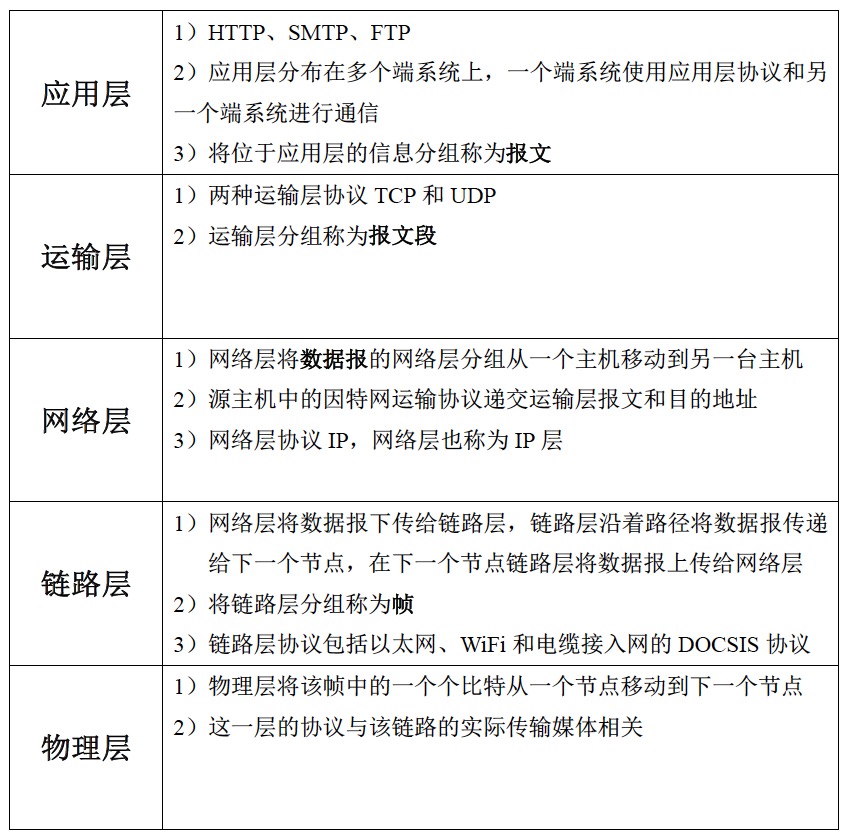 应用层
1）HTTP、SMTP、FTP
2）应用层分布在多个端系统上，一个端系统使用应用层协议和另
一个端系统进行通信
3）将位于应用层的信息分组称为报文
运输层
1）两种运输层协议 TCP 和 UDP
2）运输层分组称为报文段
网络层
1）网络层将数据报的网络层分组从一个主机移动到另一台主机
2）源主机中的因特网运输协议递交运输层报文和目的地址
3）网络层协议 IP，网络层也称为 IP 层
链路层
1）网络层将数据报下传给链路层，链路层沿着路径将数据报传递
给下一个节点，在下一个节点链路层将数据报上传给网络层
2）将链路层分组称为帧
3）链路层协议包括以太网、WiFi 和电缆接入网的 DOCSIS 协议
物理层
1）物理层将该帧中的一个个比特从一个节点移动到下一个节点
2）这一层的协议与该链路的实际传输媒体相关